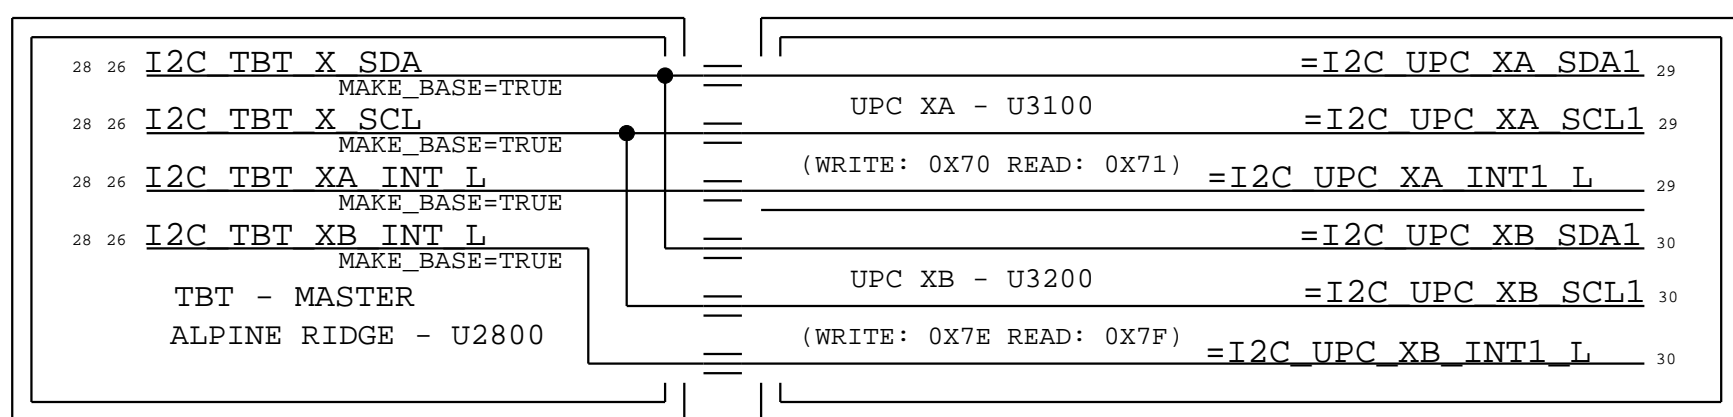 28 26 I2C_TBT_X_SDA
MAKE_BASE=TRUE
28 26 I2C_TBT_X_SCL
MAKE_BASE=TRUE
28 26 I2C_TBT_XA_INT_L
MAKE_BASE=TRUE
28 26 I2C_TBT_XB_INT_L
MAKE_BASE=TRUE
TBT - MASTER
ALPINE RIDGE - U2800
=I2C_UPC_XA_SDA1 29
UPC XA - U3100
=I2C_UPC_XA_SCL1 29
(WRITE: 0X70 READ: 0X71)
=I2C_UPC_XA_INT1_L 29
=I2C_UPC_XB_SDA1 30
UPC XB - U3200
=I2C_UPC_XB_SCL1 30
(WRITE: 0X7E READ: 0X7F)
=I2C_UPC_XB_INT1_L 30